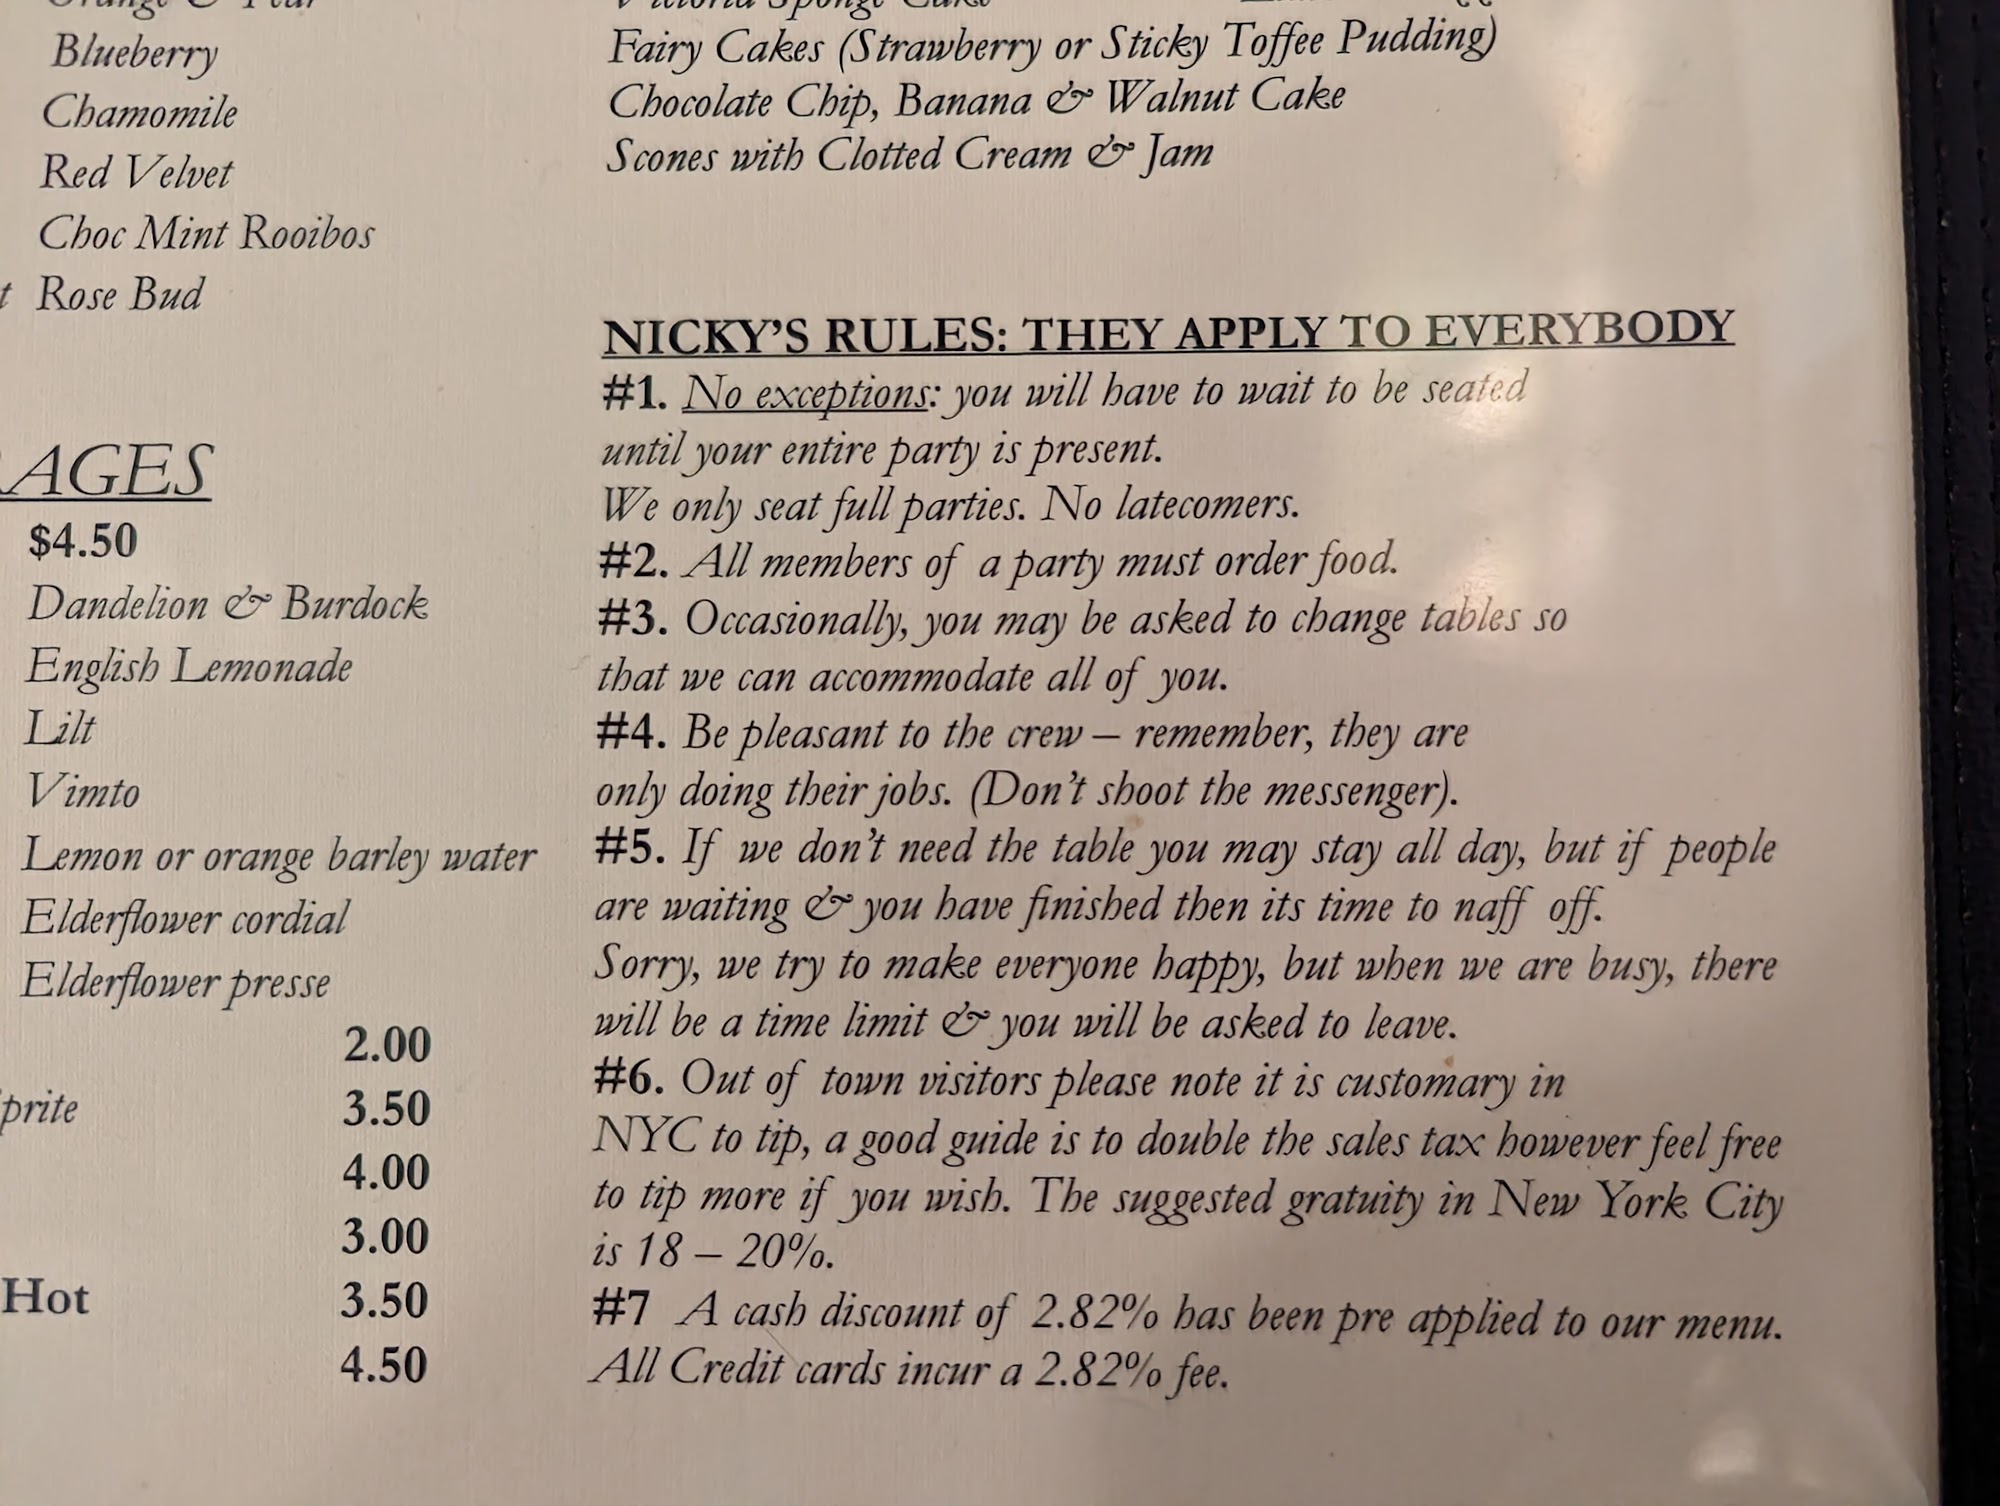 Blueberry
Chamomile
Red Velvet
Choc Mint Rooibos
Rose Bud
AGES
$4.50
Dandelion & Burdock
English Lemonade
Lilt
Vimto
Lemon or orange barley water
Elderflower cordial
Elderflower presse
2.00
prite 3.50
4.00
3.00
Hot 3.50
4.50
Victoria Sponge Cake
Fairy Cakes (Strawberry or Sticky Toffee Pudding)
Chocolate Chip, Banana & Walnut Cake
Scones with Clotted Cream & Jam
NICKY'S RULES: THEY APPLY TO EVERYBODY
#1. No exceptions: you will have to wait to be seated
until your entire party is present.
We only seat full parties. No latecomers.
#2. All members of a party must order food.
#3. Occasionally, you may be asked to change tables so
that we can accommodate all of you.
#4. Be pleasant to the crew – remember, they are
only doing their jobs. (Don't shoot the messenger).
#5. If we don't need the table you may stay all day, but if people
are waiting & you have finished then its time to naff off.
Sorry, we try to make everyone happy, but when we are busy, there
will be a time limit & you will be asked to leave.
#6. Out of town visitors please note it is customary in
NYC to tip, a good guide is to double the sales tax however feel free
to tip more if you wish. The suggested gratuity in New York City
is 18 – 20%.
#7 A cash discount of 2.82% has been pre applied to our menu.
All Credit cards incur a 2.82% fee.